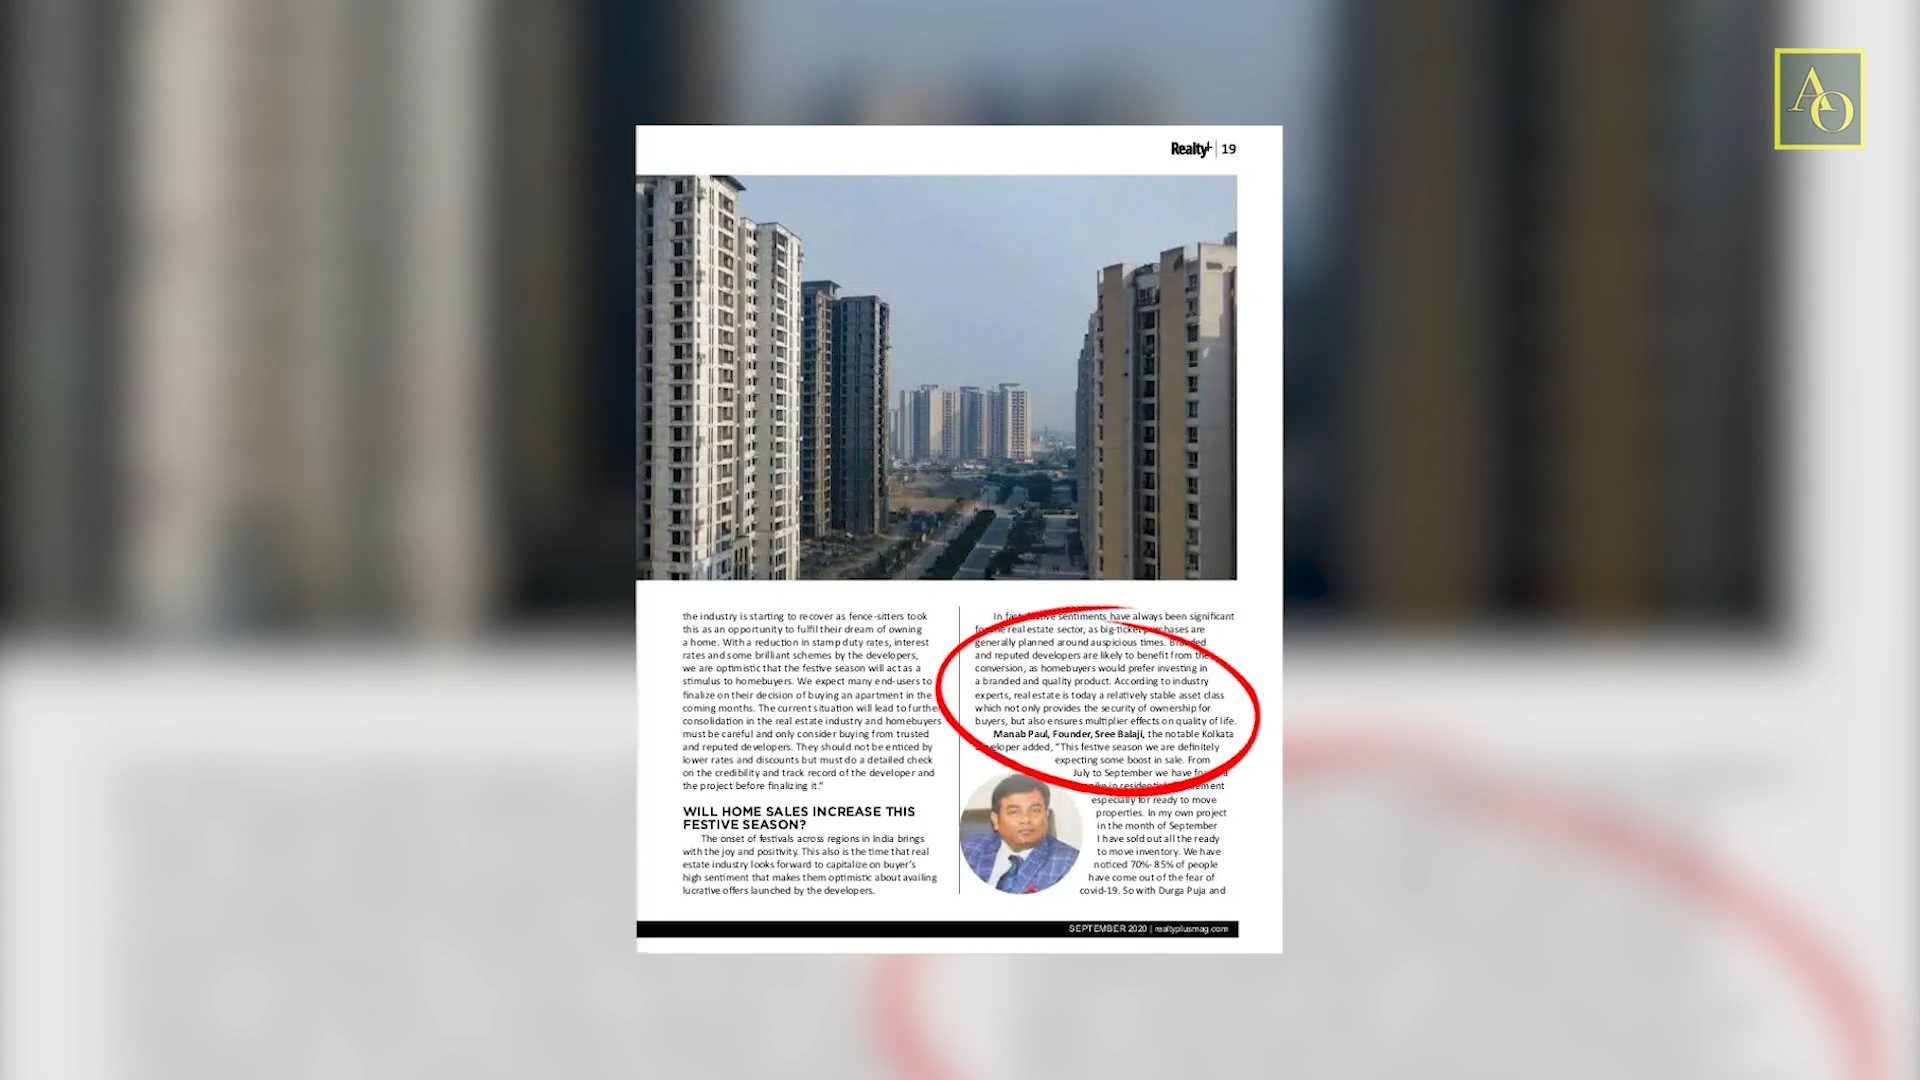 AO
Realty+ | 19
the industry is starting to recover as fence-sitters took
this as an opportunity to fulfil their dream of owning
a home. With a reduction in stamp duty rates, interest
rates and some brilliant schemes by the developers,
we are optimistic that the festive season will act as a
stimulus to homebuyers. We expect many end-users to
finalize on their decision of buying an apartment in the
coming months. The current situation will lead to further
consolidation in the real estate industry and homebuyers
must be careful and only consider buying from trusted
and reputed developers. They should not be enticed by
lower rates and discounts but must do a detailed check
on the credibility and track record of the developer and
the project before finalizing it."
WILL HOME SALES INCREASE THIS
FESTIVE SEASON?
The onset of festivals across regions in India brings
with the joy and positivity. This also is the time that real
estate industry looks forward to capitalize on buyer's
high sentiment that makes them optimistic about availing
lucrative offers launched by the developers.
In fact, festive sentiments have always been significant
for the real estate sector, as big-ticket purchases are
generally planned around auspicious times. Branded
and reputed developers are likely to benefit from the
conversion, as homebuyers would prefer investing in
a branded and quality product. According to industry
experts, real estate is today a relatively stable asset class
which not only provides the security of ownership for
buyers, but also ensures multiplier effects on quality of life.
Manab Paul, Founder, Sree Balaji, the notable Kolkata
developer added, "This festive season we are definitely
expecting some boost in sale. From
July to September we have
in
especially for ready to move
properties. In my own project
in the month of September
I have sold out all the ready
to move inventory. We have
noticed 70%- 85% of people
have come out of the fear of
covid-19. So with Durga Puja and
SEPTEMBER 2020 | realtyplusmag.com